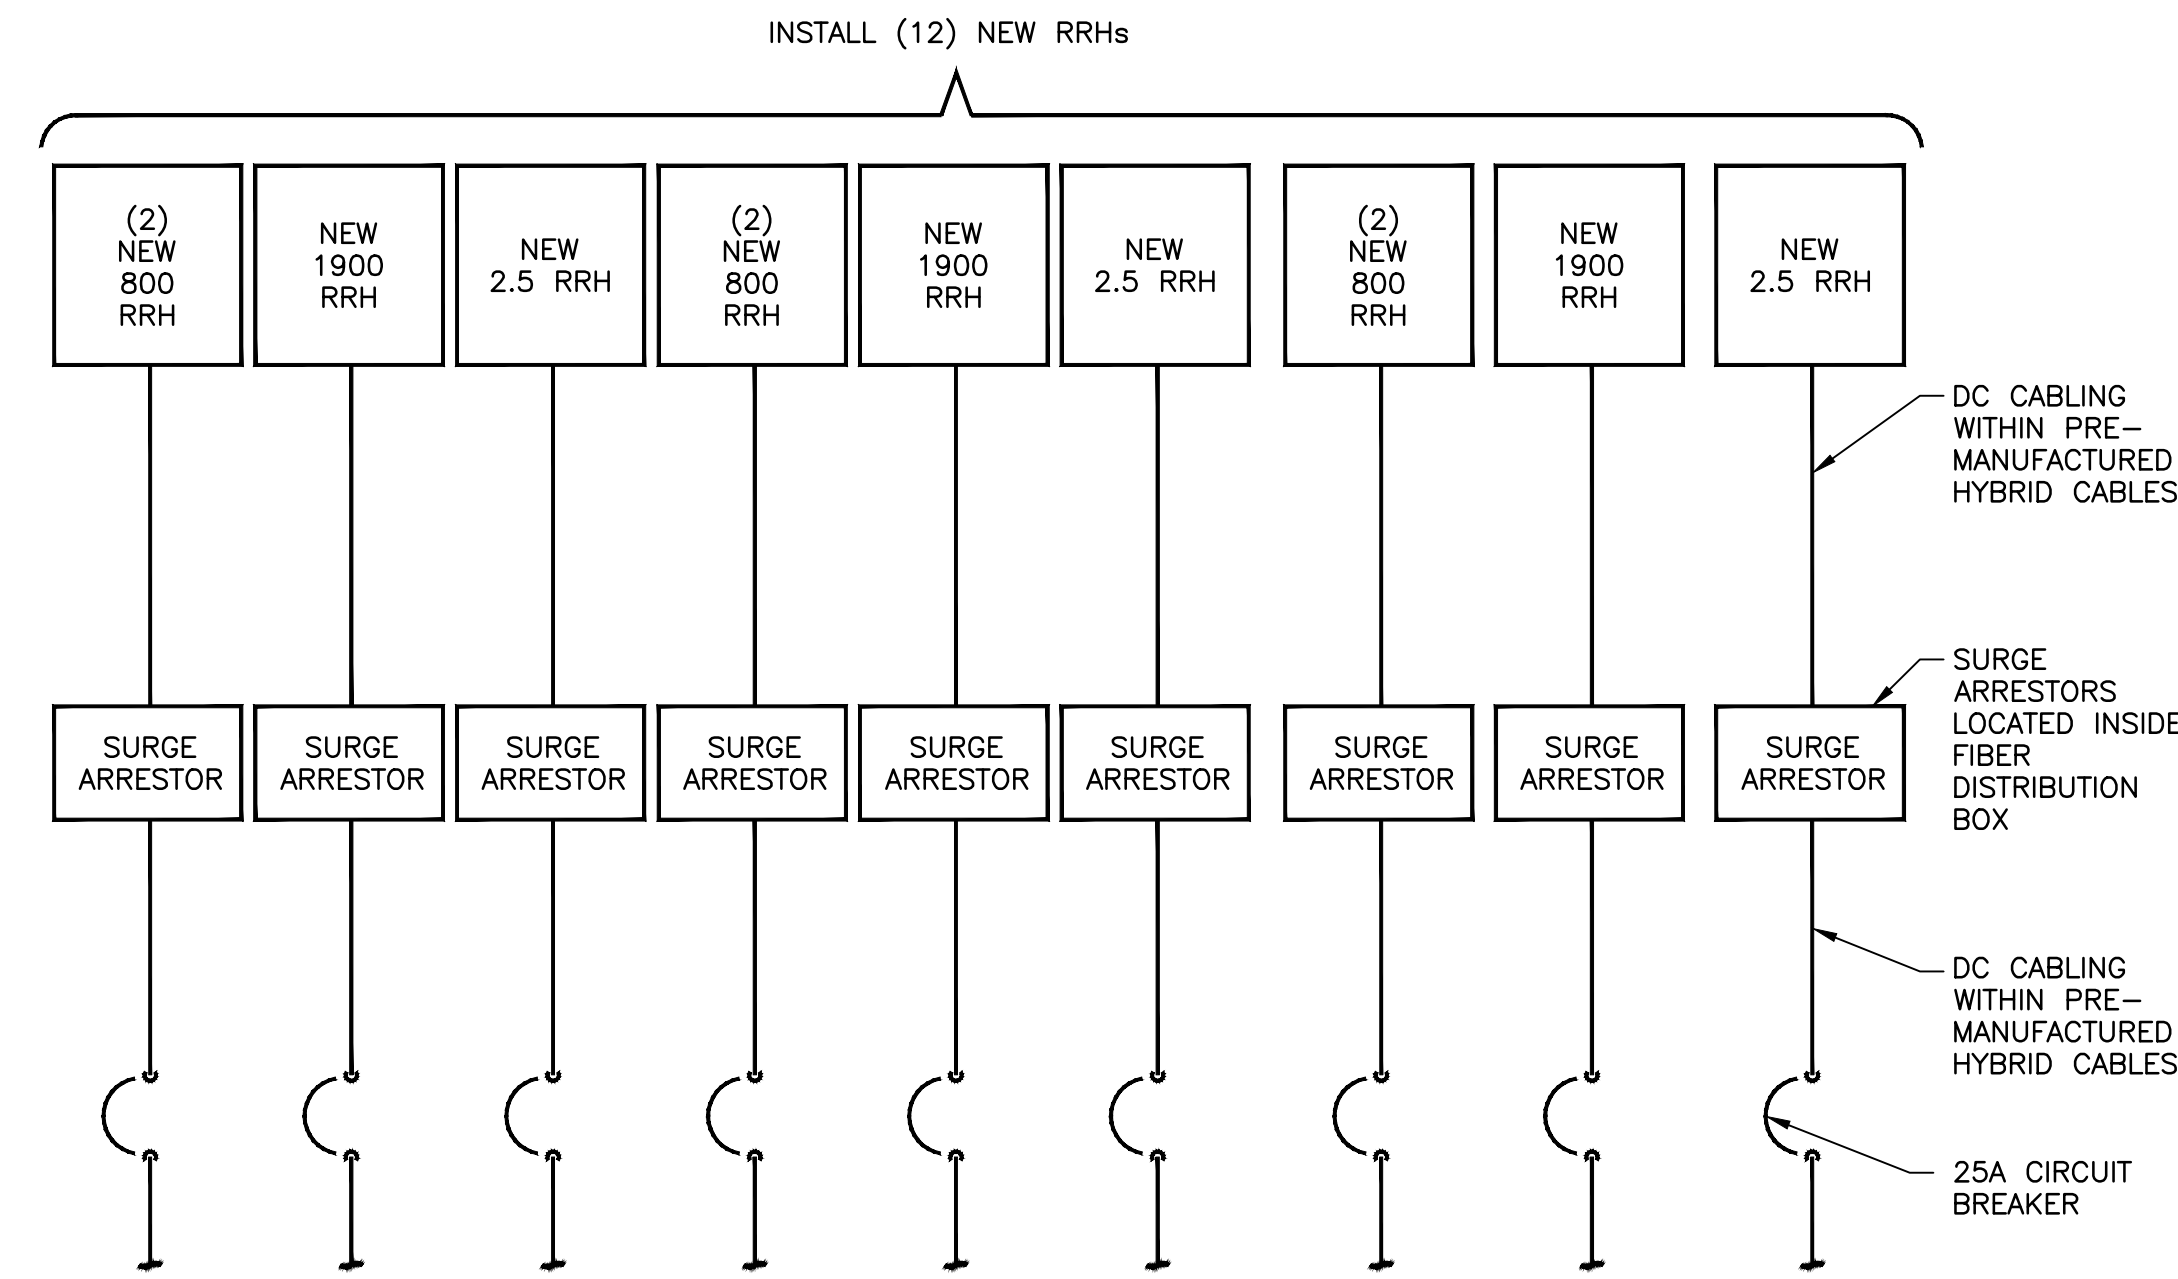 INSTALL (12) NEW RRHs
(2)
NEW
800
RRH
NEW
1900
RRH
NEW
2.5 RRH
(2)
NEW
800
RRH
NEW
1900
RRH
NEW
2.5 RRH
(2)
NEW
800
RRH
NEW
1900
RRH
NEW
2.5 RRH
DC CABLING
WITHIN PRE-
MANUFACTURED
HYBRID CABLES
SURGE
ARRESTOR
SURGE
ARRESTOR
SURGE
ARRESTOR
SURGE
ARRESTOR
SURGE
ARRESTOR
SURGE
ARRESTOR
SURGE
ARRESTOR
SURGE
ARRESTOR
SURGE
ARRESTOR
SURGE
ARRESTORS
LOCATED INSIDE
FIBER
DISTRIBUTION
BOX
DC CABLING
WITHIN PRE-
MANUFACTURED
HYBRID CABLES
25A CIRCUIT
BREAKER